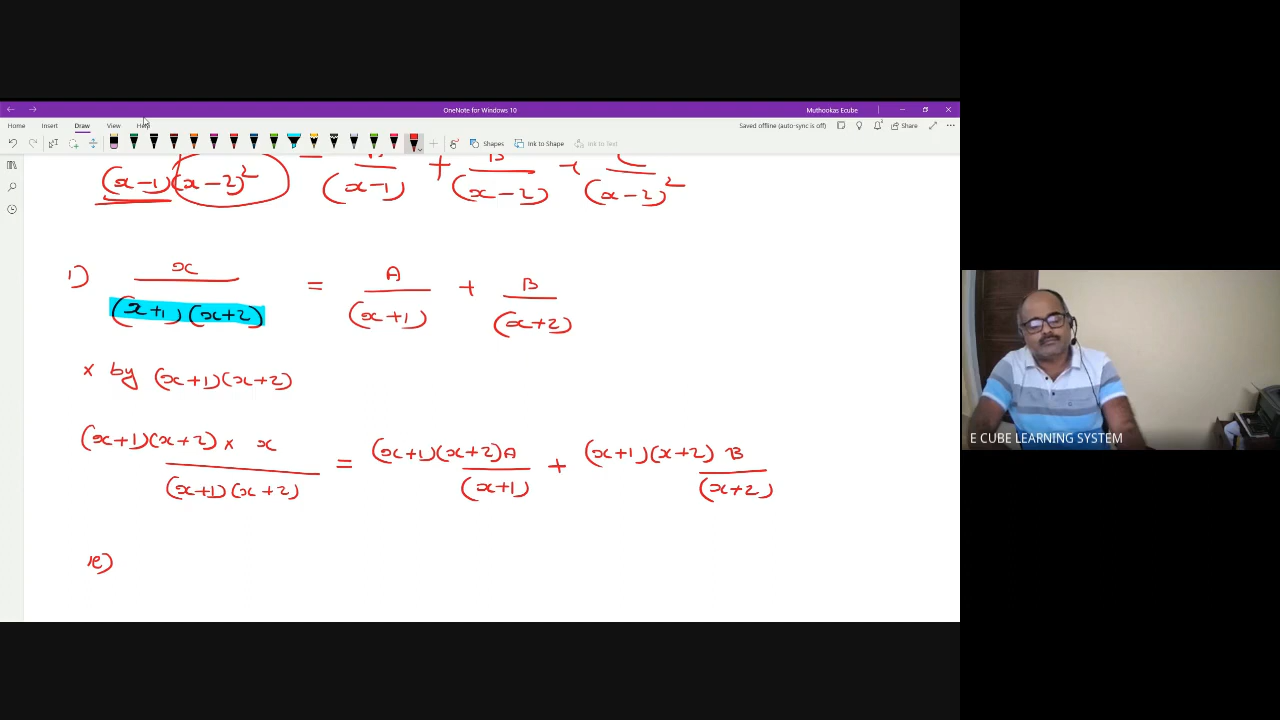 OneNote for Windows 10
Muthookas Ecube
Home Insert Draw View Help
Saved offline (auto-sync is off) Share
Shapes Ink to Shape Ink to Text
(x-1)(x-2)² = (x-1) + B/(x-2) + (x-2)²
1) x/((x+1)(x+2)) = A/(x+1) + B/(x+2)
× by (x+1)(x+2)
(x+1)(x+2) × x/((x+1)(x+2)) = (x+1)(x+2)A/(x+1) + (x+1)(x+2)B/(x+2)
E CUBE LEARNING SYSTEM